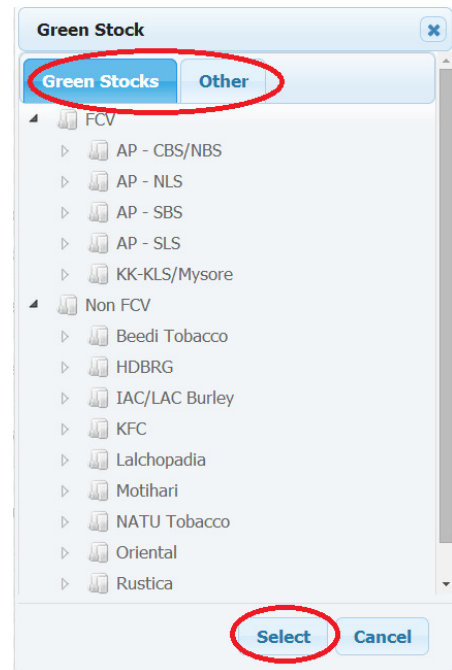 Green Stock
Green Stocks Other
FCV
AP - CBS/NBS
AP - NLS
AP - SBS
AP - SLS
KK-KLS/Mysore
Non FCV
Beedi Tobacco
HDBRG
IAC/LAC Burley
KFC
Lalchopadia
Motihari
NATU Tobacco
Oriental
Rustica
Select Cancel